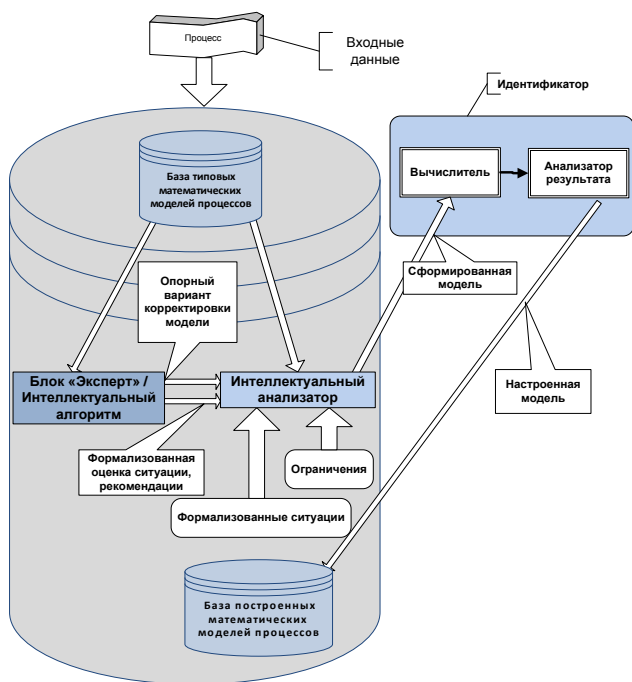 Процесс
Входные
данные
Идентификатор
Вычислитель
Анализатор
результата
База типовых
математических
моделей процессов
Сформированная
модель
Опорный
вариант
корректировки
модели
Блок «Эксперт» /
Интеллектуальный
алгоритм
Интеллектуальный
анализатор
Настроенная
модель
Формализованная
оценка ситуации,
рекомендации
Ограничения
Формализованные ситуации
База построенных
математических
моделей процессов